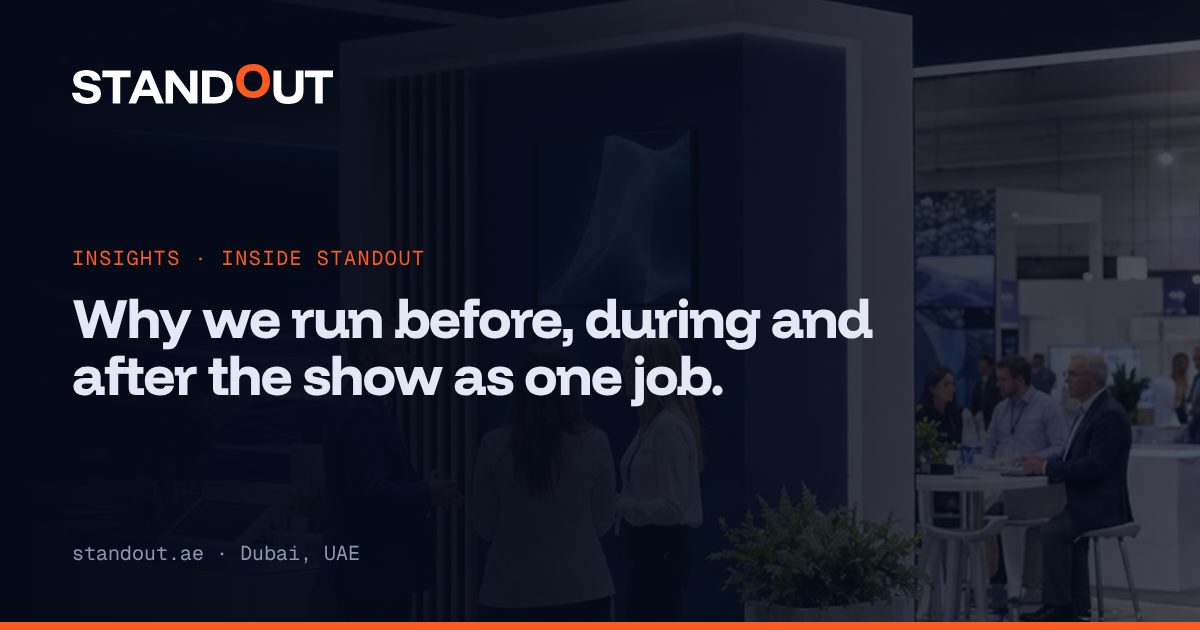 STANDOUT
INSIGHTS · INSIDE STANDOUT
Why we run before, during and
after the show as one job.
standout.ae · Dubai, UAE